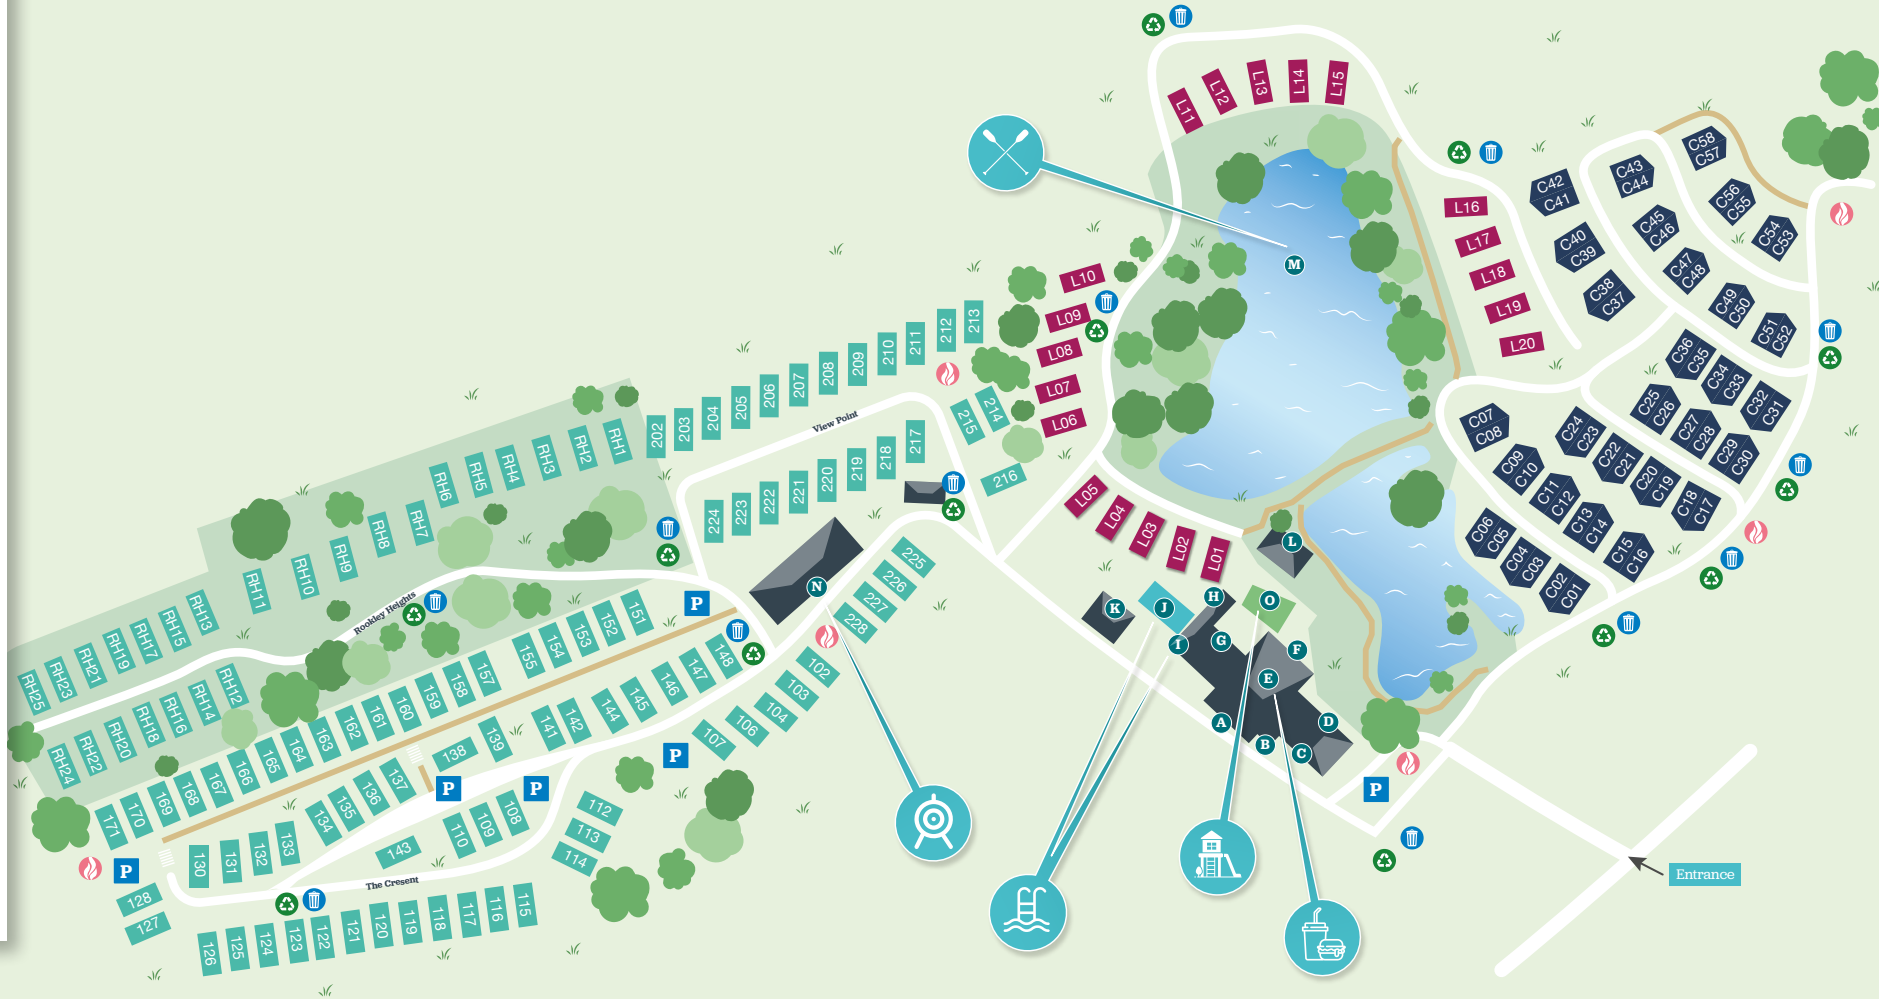 L11
L12
L13
L14
L15
L16
L17
L18
L19
L20
C42
C41
C40
C39
C38
C37
C43
C44
C45
C46
C47
C48
C49
C50
C51
C52
C58
C57
C56
C55
C54
C53
C36
C35
C34
C33
C32
C31
C25
C26
C27
C28
C29
C30
C24
C23
C22
C21
C20
C19
C18
C17
C07
C08
C09
C10
C11
C12
C13
C14
C15
C16
C06
C05
C04
C03
C02
C01
M
L10
L09
L08
L07
L06
L05
L04
L03
L02
L01
202
203
204
205
206
207
208
209
210
211
212
213
214
215
216
View Point
217
218
219
220
221
222
223
224
225
226
227
228
N
RH1
RH2
RH3
RH4
RH5
RH6
RH7
RH8
RH9
RH10
RH11
RH13
RH15
RH17
RH19
RH21
RH23
RH25
Rookley Heights
RH12
RH14
RH16
RH18
RH20
RH22
RH24
151
152
153
154
155
157
158
159
160
161
162
163
164
165
166
167
168
169
170
171
148
147
146
145
144
142
141
139
138
137
136
135
134
133
132
131
130
102
103
104
106
107
108
109
110
143
112
113
114
The Cresent
128
127
126
125
124
123
122
121
120
119
118
117
116
115
P
P
P
P
P
P
K
J
H
I
G
O
L
F
E
A
B
C
D
Entrance